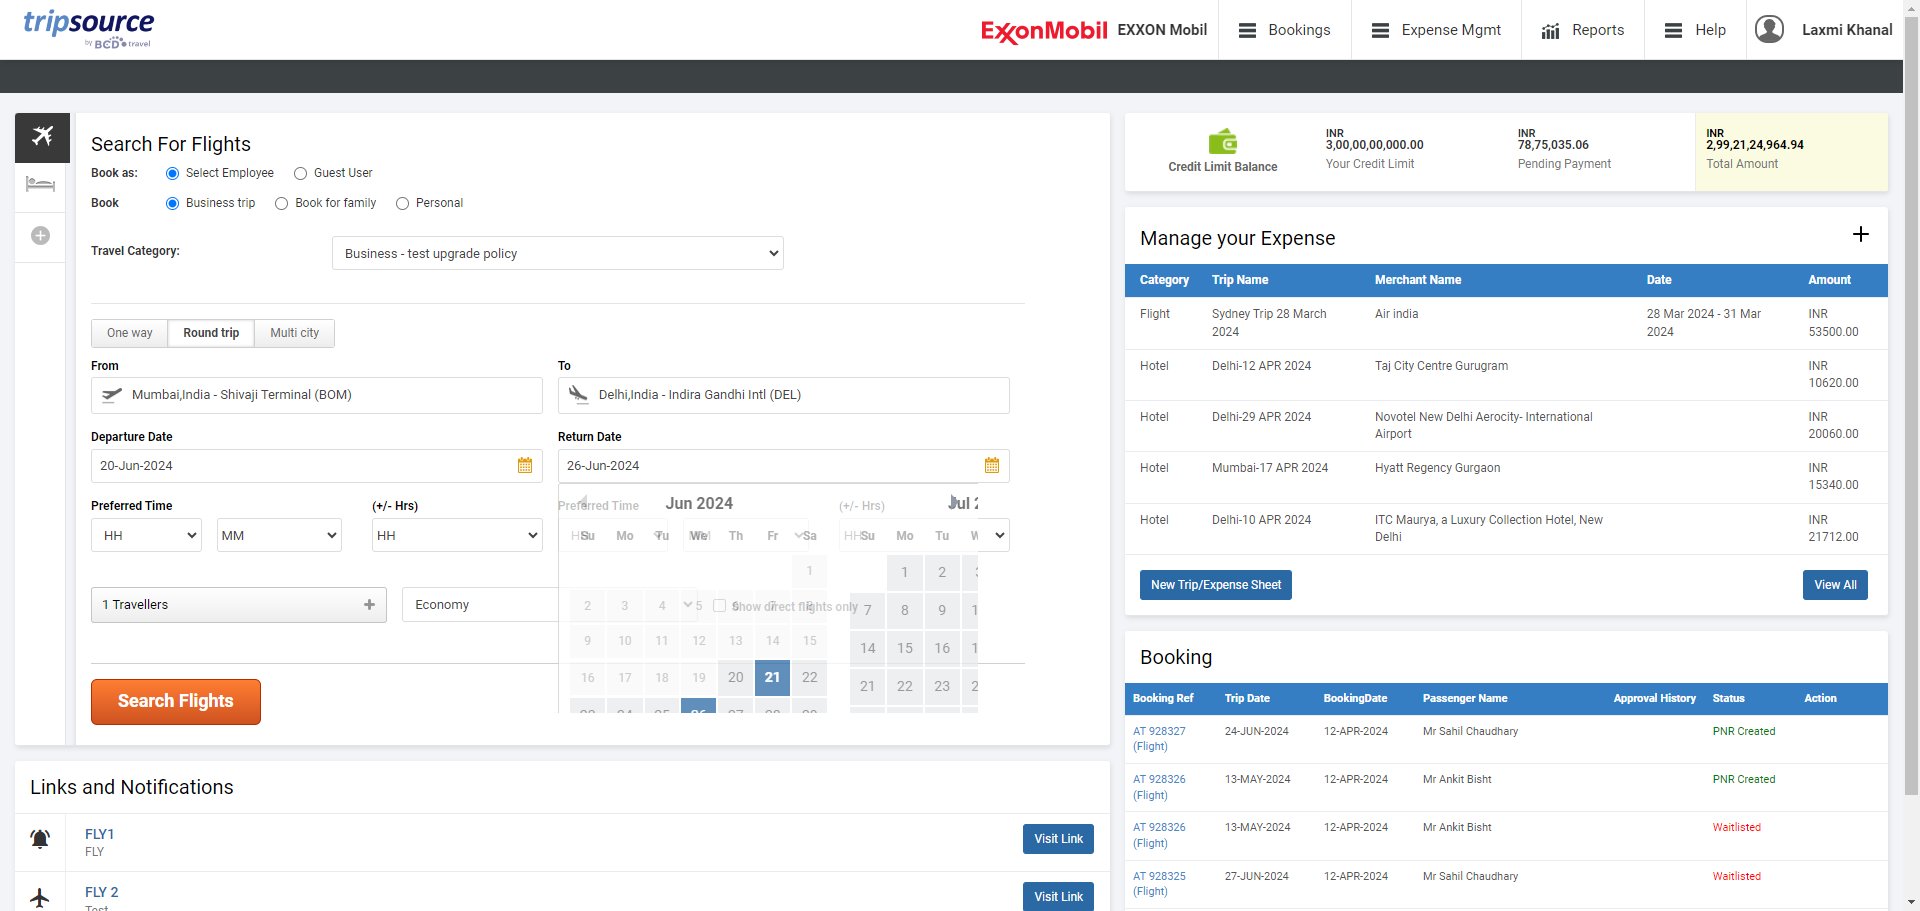 tripsource
by BCD travel
ExxonMobil EXXON Mobil
Bookings
Expense Mgmt
Reports
Help
Laxmi Khanal
Search For Flights
Book as: Select Employee Guest User
Book Business trip Book for family Personal
Travel Category: Business - test upgrade policy
One way Round trip Multi city
From To
Mumbai,India - Shivaji Terminal (BOM) Delhi,India - Indira Gandhi Intl (DEL)
Departure Date Return Date
20-Jun-2024 26-Jun-2024
Preferred Time (+/- Hrs) Preferred Time (+/- Hrs)
HH MM HH
Jun 2024 Jul 2
Su Mo Tu We Th Fr Sa Su Mo Tu
1 1 2
2 3 4 5 7 8 9
Show direct flights only
9 10 11 12 13 14 15 14 15 16
16 17 18 19 20 21 22 21 22 23
1 Travellers
Economy
Search Flights
Links and Notifications
FLY1
FLY
Visit Link
FLY 2
Test
Visit Link
Credit Limit Balance
INR
3,00,00,00,000.00
Your Credit Limit
INR
78,75,035.06
Pending Payment
INR
2,99,21,24,964.94
Total Amount
Manage your Expense
Category Trip Name Merchant Name Date Amount
Flight Sydney Trip 28 March Air india 28 Mar 2024 - 31 Mar INR
2024 2024 53500.00
Hotel Delhi-12 APR 2024 Taj City Centre Gurugram INR
10620.00
Hotel Delhi-29 APR 2024 Novotel New Delhi Aerocity- International INR
Airport 20060.00
Hotel Mumbai-17 APR 2024 Hyatt Regency Gurgaon INR
15340.00
Hotel Delhi-10 APR 2024 ITC Maurya, a Luxury Collection Hotel, New INR
Delhi 21712.00
New Trip/Expense Sheet View All
Booking
Booking Ref Trip Date BookingDate Passenger Name Approval History Status Action
AT 928327 24-JUN-2024 12-APR-2024 Mr Sahil Chaudhary PNR Created
(Flight)
AT 928326 13-MAY-2024 12-APR-2024 Mr Ankit Bisht PNR Created
(Flight)
AT 928326 13-MAY-2024 12-APR-2024 Mr Ankit Bisht Waitlisted
(Flight)
AT 928325 27-JUN-2024 12-APR-2024 Mr Sahil Chaudhary Waitlisted
(Flight)